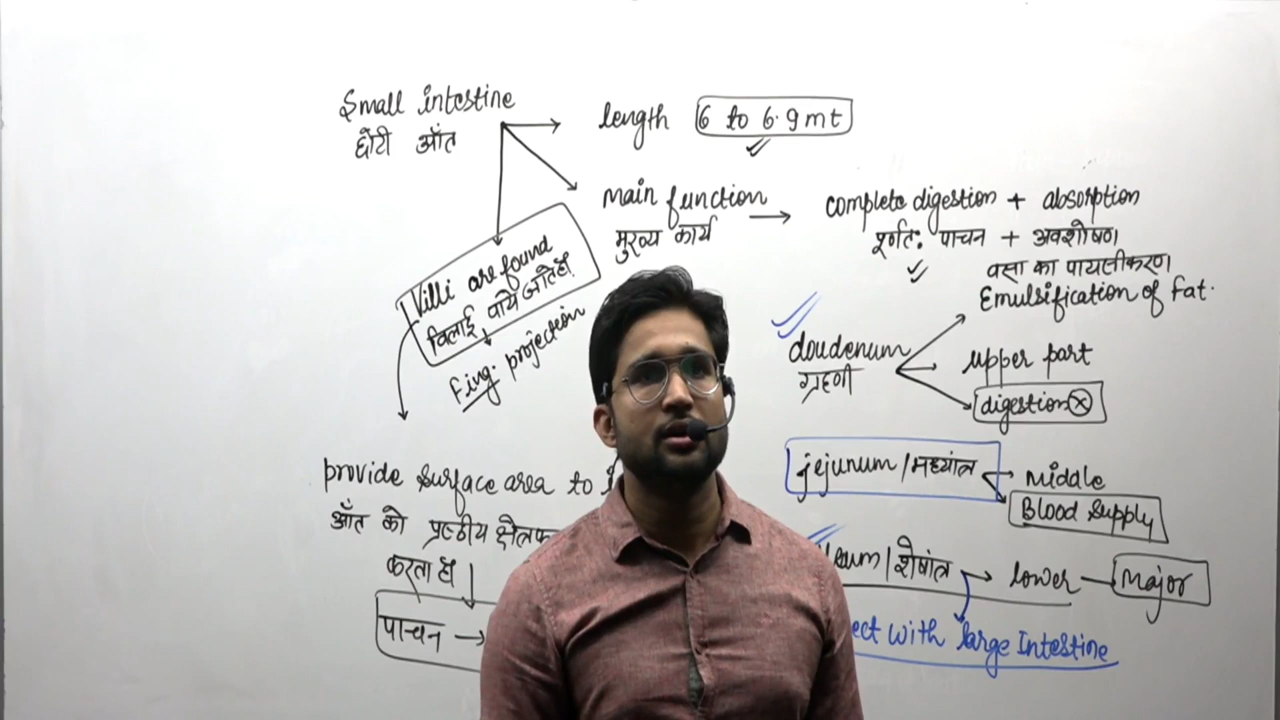 Small intestine
छोटी आँत
length 6 to 6.9mt
main function
मुख्य कार्य
complete digestion + absorption
पूर्णतः पाचन + अवशोषण
वसा का पायसीकरण
Emulsification of Fat.
Villi are found
विलाई पाये जाते हैं.
Fing. projection
doudenum
ग्रहणी
upper part
digestion
jejunum / मध्यांत्र
middle
Blood Supply
provide surface area to
आँत को पृष्ठीय
करता है
पाचन
शेषांत्र
lower
major
with large Intestine